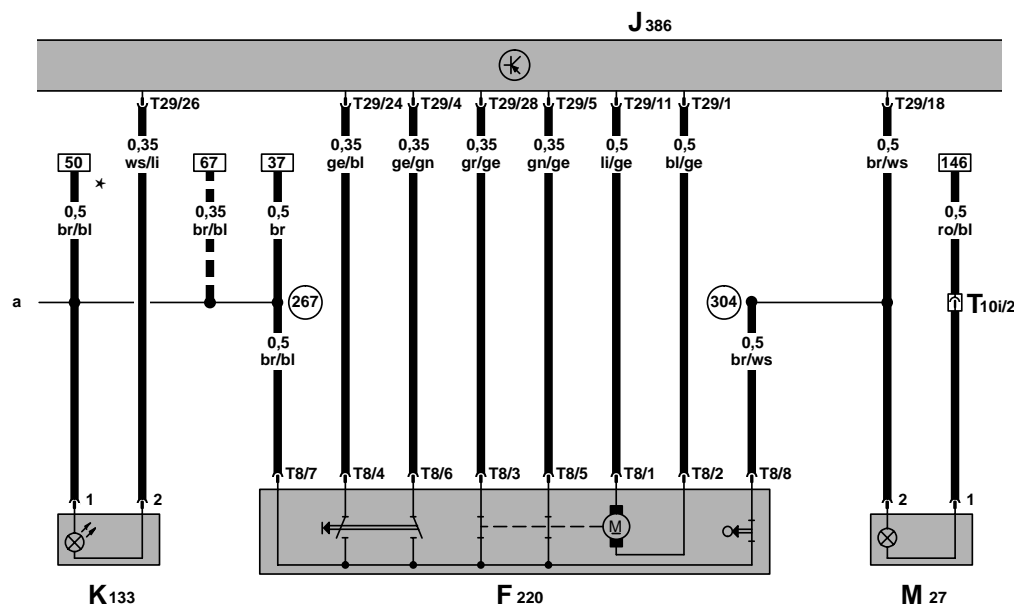 J 386
T29/26 T29/24 T29/4 T29/28 T29/5 T29/11 T29/1 T29/18
0,35 0,35 0,35 0,35 0,35 0,5 0,5 0,5
ws/li ge/bl ge/gn gr/ge gn/ge li/ge bl/ge br/ws
50 67 37 146
0,5 0,35 0,5 0,5
br/bl br/bl br ro/bl
a 267 304 T10i/2
0,5 0,5
br/bl br/ws
T8/7 T8/4 T8/6 T8/3 T8/5 T8/1 T8/2 T8/8
1 2 2 1
M
K 133 F 220 M 27